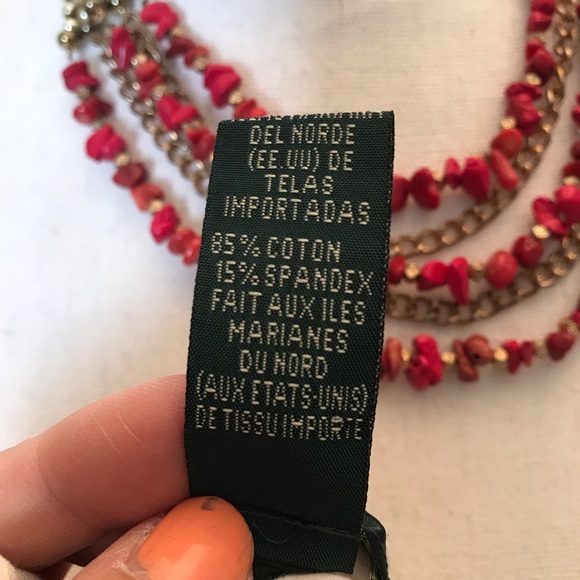 DEL NORDE
(EE.UU) DE
TELAS
IMPORTADAS
85% COTON
15% SPANDEX
FAIT AUX ILES
MARIANES
DU NORD
(AUX ETATS-UNIS)
DE TISSU IMPORTE